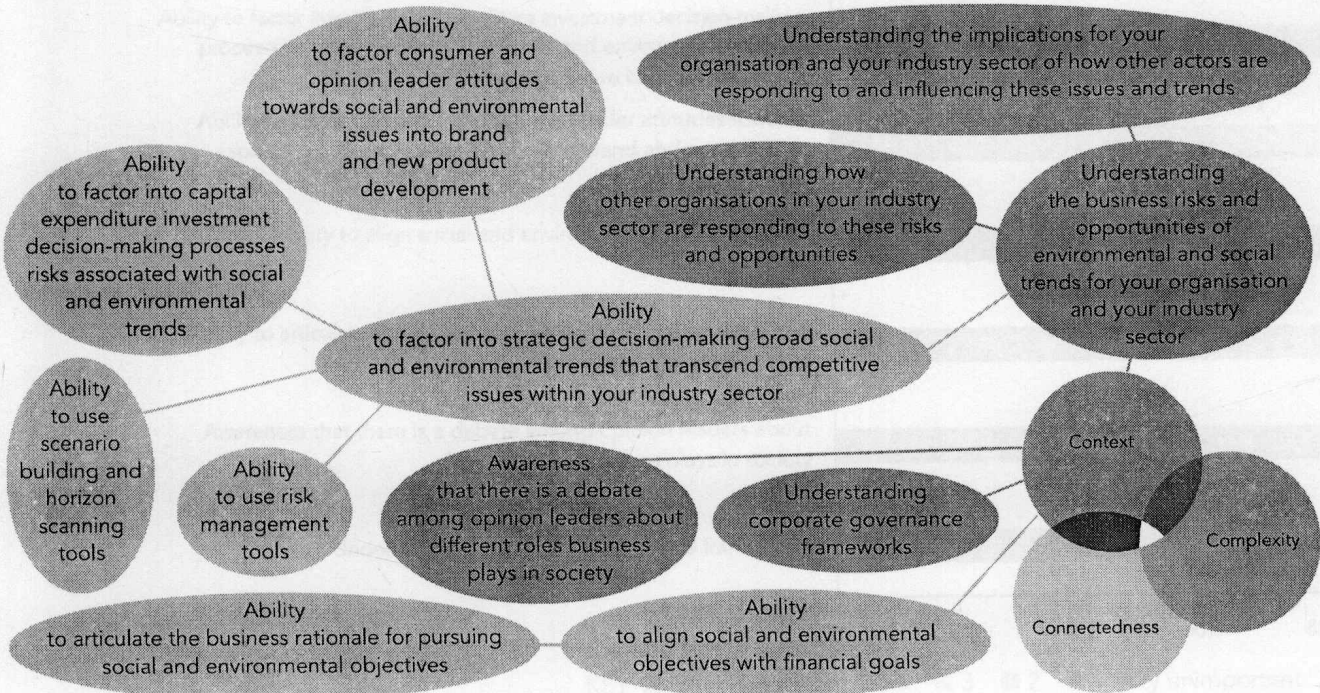 Ability
to factor consumer and
opinion leader attitudes
towards social and environmental
issues into brand
and new product
development
Understanding the implications for your
organisation and your industry sector of how other actors are
responding to and influencing these issues and trends
Ability
to factor into capital
expenditure investment
decision-making processes
risks associated with social
and environmental
trends
Understanding how
other organisations in your industry
sector are responding to these risks
and opportunities
Understanding
the business risks and
opportunities of
environmental and social
trends for your organisation
and your industry
sector
Ability
to factor into strategic decision-making broad social
and environmental trends that transcend competitive
issues within your industry sector
Ability
to use
scenario
building and
horizon
scanning
tools
Ability
to use risk
management
tools
Awareness
that there is a debate
among opinion leaders about
different roles business
plays in society
Understanding
corporate governance
frameworks
Context
Complexity
Connectedness
Ability
to articulate the business rationale for pursuing
social and environmental objectives
Ability
to align social and environmental
objectives with financial goals